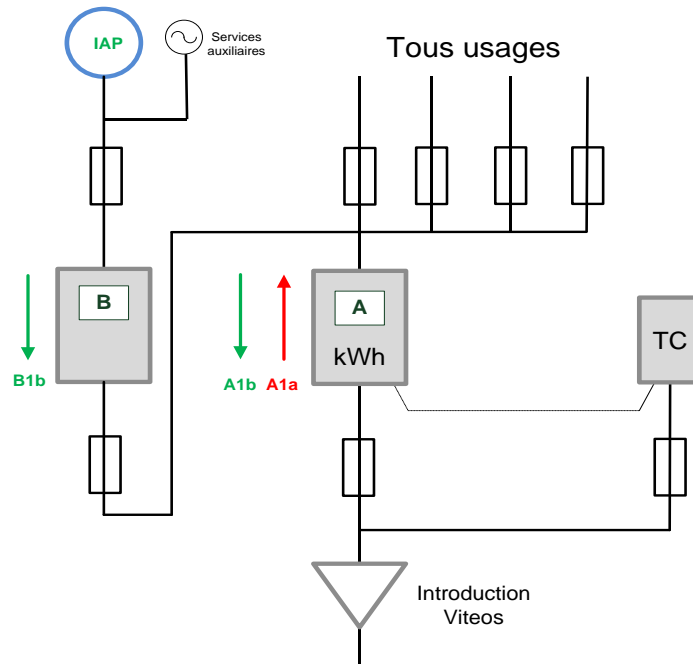 IAP
Services
auxiliaires
Tous usages
B
A
kWh
TC
B1b
A1b A1a
Introduction
Viteos